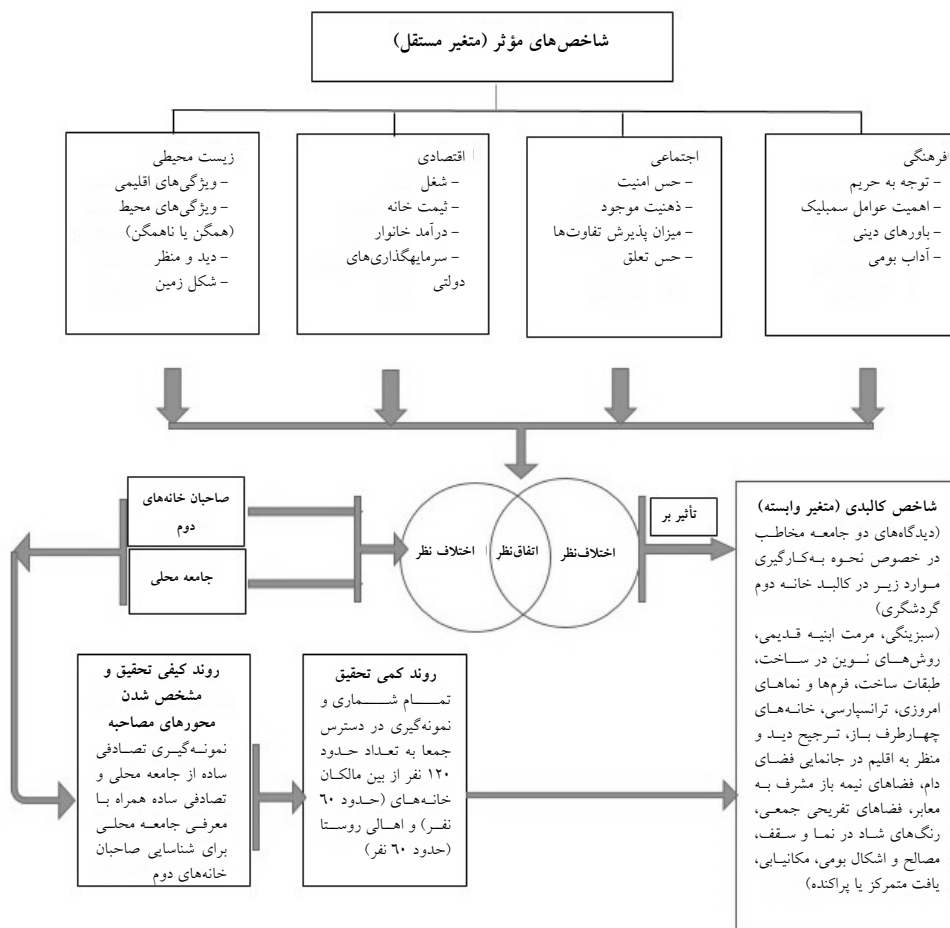 شاخص‌های مؤثر (متغیر مستقل)
فرهنگی
- توجه به حریم
- اهمیت عوامل سمبلیک
- باورهای دینی
- آداب بومی
اجتماعی
- حس امنیت
- ذهنیت موجود
- میزان پذیرش تفاوت‌ها
- حس تعلق
اقتصادی
- شغل
- ثیمت خانه
- درآمد خانوار
- سرمایهگذاری‌های
دولتی
زیست محیطی
- ویژگی‌های اقلیمی
- ویژگی‌های محیط
(همگن یا ناهمگن)
- دید و منظر
- شکل زمین
صاحبان خانه‌های
دوم
جامعه محلی
اختلاف نظر
اتفاق‌نظر
اختلاف‌نظر
تأثیر بر
شاخص کالبدی (متغیر وابسته)
(دیدگاه‌های دو جامعه مخاطب
در خصوص نحوه به‌کارگیری
موارد زیر در کالبد خانه دوم
گردشگری)
(سبزینگی، مرمت ابنیه قدیمی،
روش‌های نوین در ساخت،
طبقات ساخت، فرم‌ها و نماهای
امروزی، ترانسپارسی، خانه‌های
چهارطرف باز، ترجیح دید و
منظر به اقلیم در جانمایی فضای
دام، فضاهای نیمه باز مشرف به
معابر، فضاهای تفریحی جمعی،
رنگ‌های شاد در نما و سقف،
مصالح و اشکال بومی، مکانیابی،
یافت متمرکز یا پراکنده)
روند کیفی تحقیق و
مشخص شدن
محورهای مصاحبه
نمونه‌گیری تصادفی
ساده از جامعه محلی و
تصادفی ساده همراه با
معرفی جامعه محلی
برای شناسایی صاحبان
خانه‌های دوم
روند کمی تحقیق
تمام شماری و
نمونه‌گیری در دسترس
جمعا به تعداد حدود
۱۲۰ نفر از بین مالکان
خانه‌های (حدود ۶۰
نفر) و اهالی روستا
(حدود ۶۰ نفر)